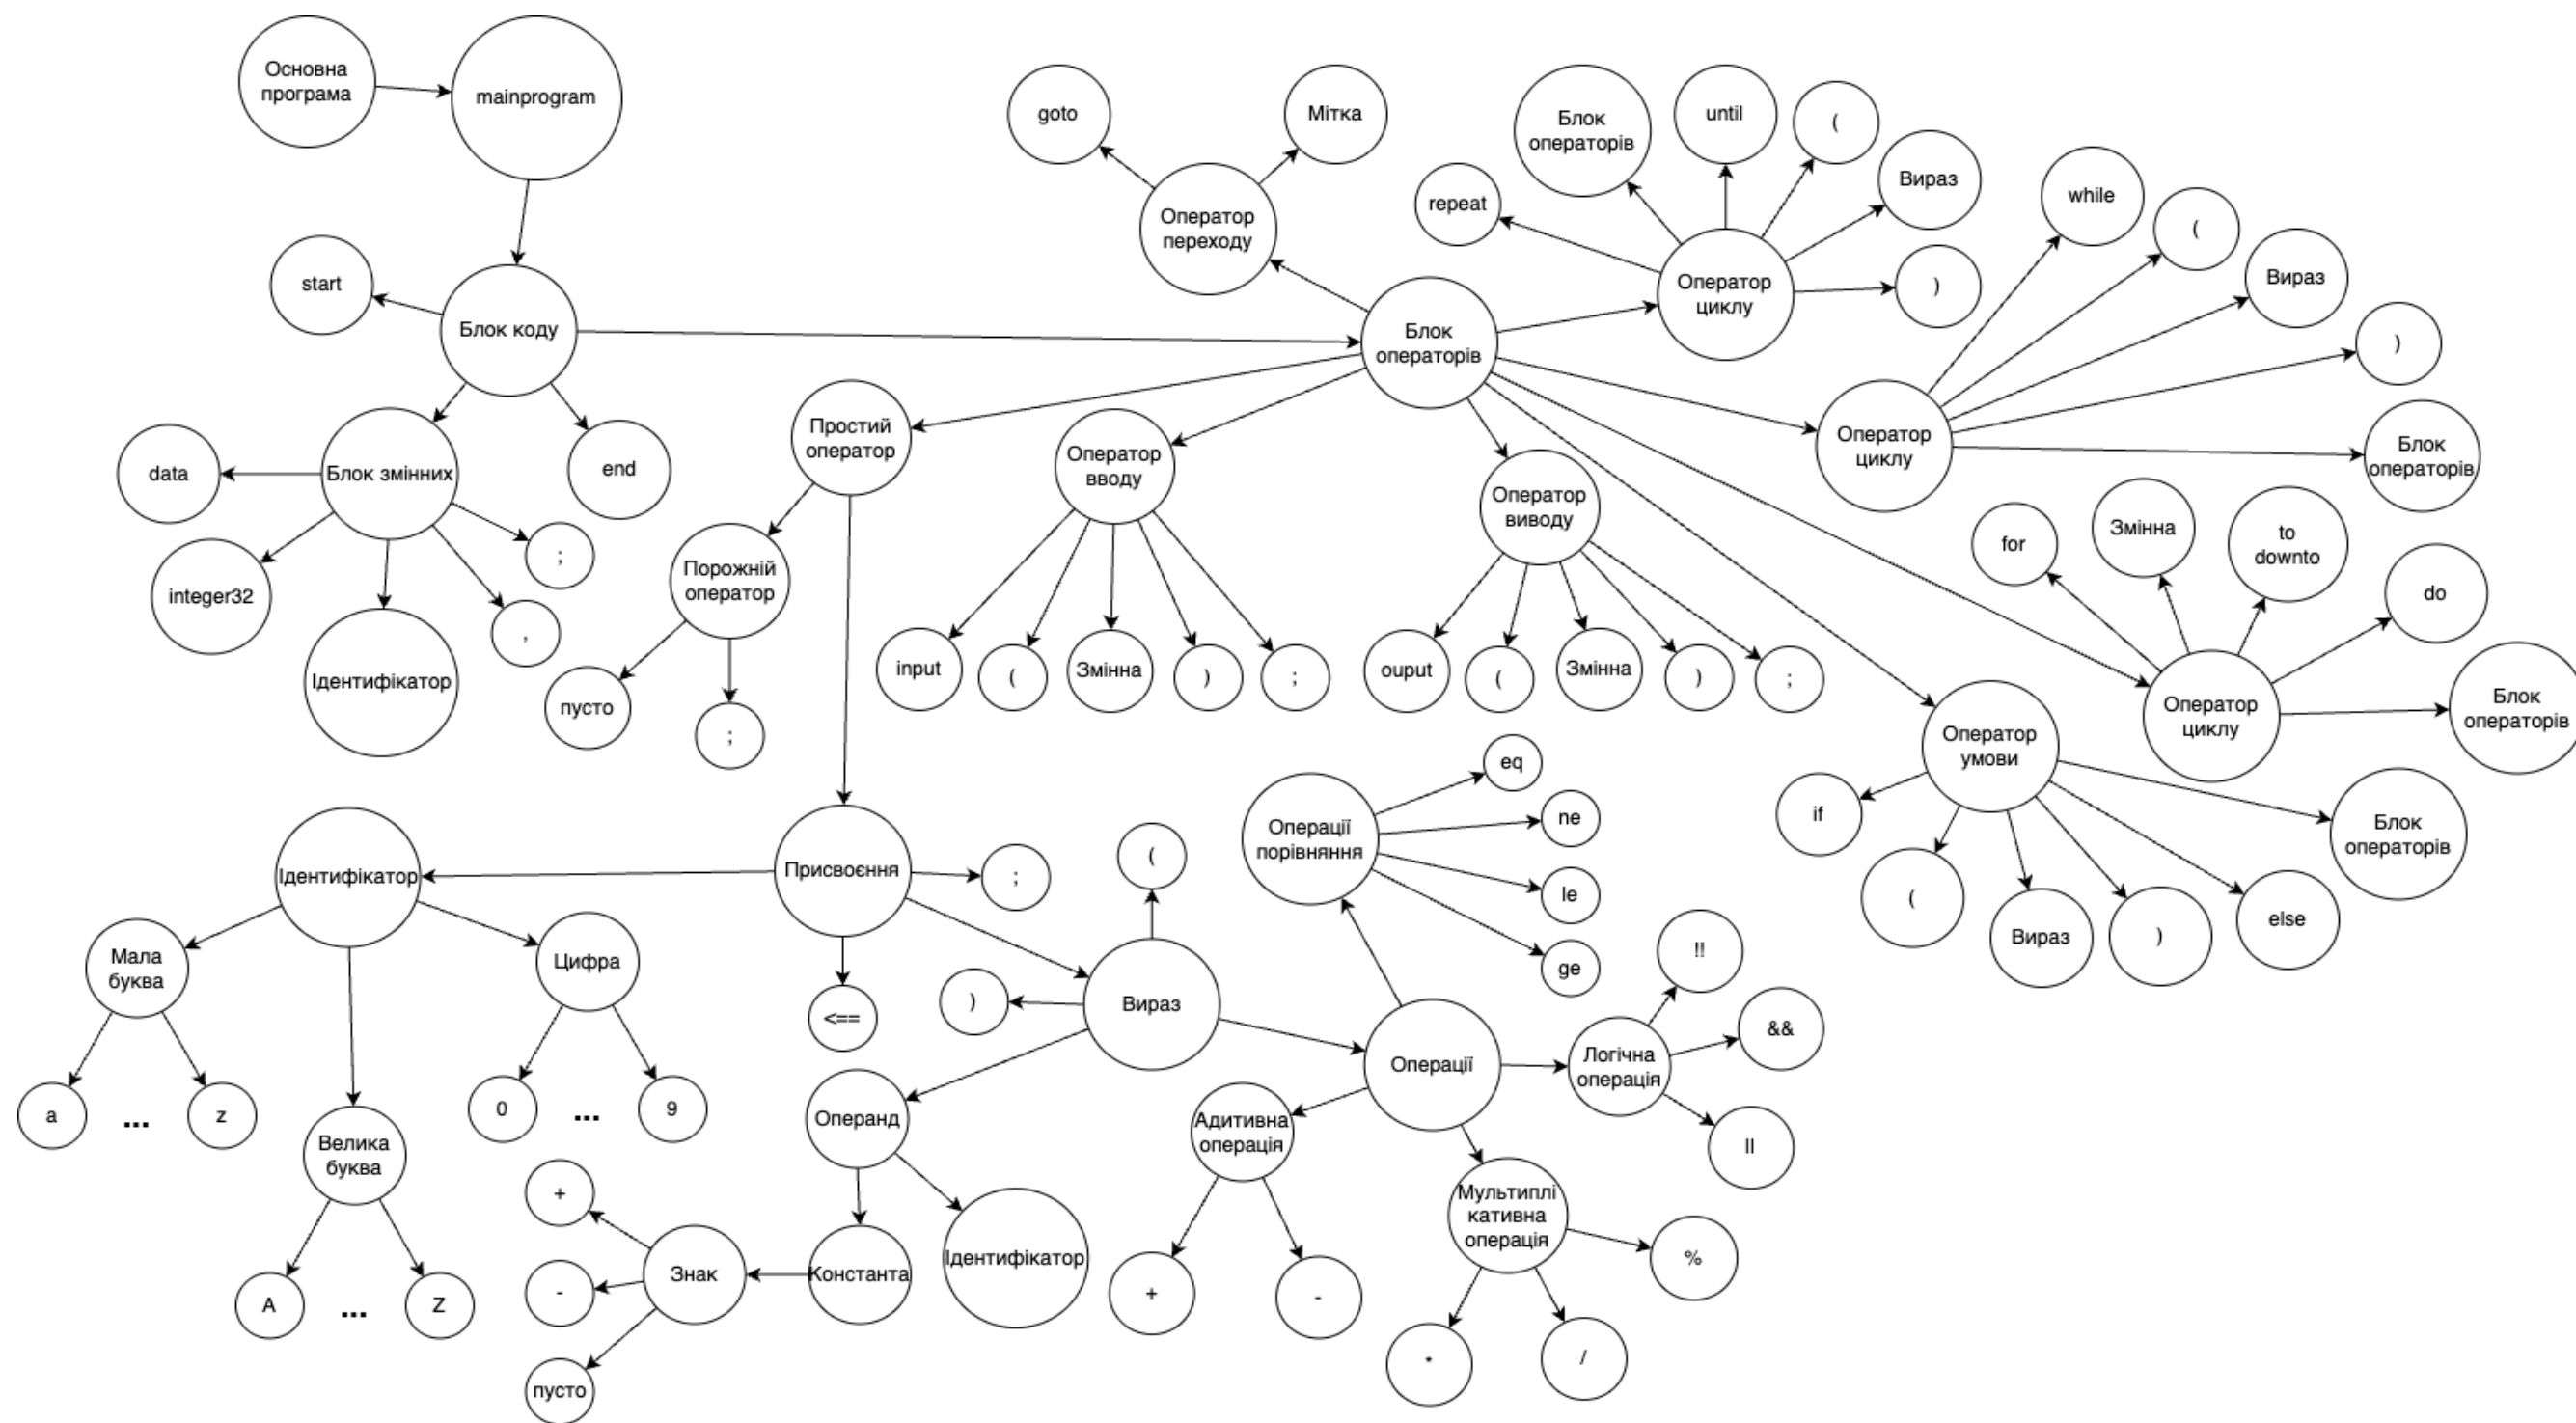 Основна
програма
mainprogram
start
Блок коду
data
Блок змінних
end
integer32
Ідентифікатор
,
;
goto
Мітка
Оператор
переходу
Блок
операторів
repeat
Блок
операторів
until
(
Вираз
)
Оператор
циклу
while
(
Вираз
)
Блок
операторів
Оператор
циклу
for
Змінна
to
downto
do
Блок
операторів
Оператор
циклу
Простий
оператор
Порожній
оператор
пусто
;
Оператор
вводу
input
(
Змінна
)
;
Оператор
виводу
ouput
(
Змінна
)
;
Оператор
умови
if
(
Вираз
)
else
Блок
операторів
Присвоєння
;
<==
Ідентифікатор
Мала
буква
a
...
z
Велика
буква
A
...
Z
Цифра
0
...
9
Вираз
(
)
Операнд
Константа
Ідентифікатор
Знак
+
-
пусто
Операції
Операції
порівняння
eq
ne
le
ge
Логічна
операція
!!
&&
||
Адитивна
операція
+
-
Мультиплі
кативна
операція
%
*
/